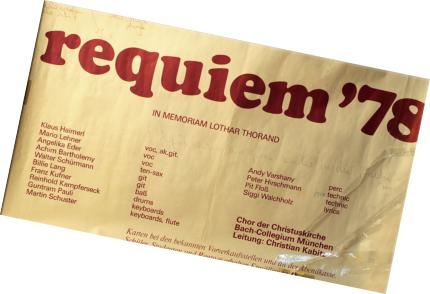 requiem '78
IN MEMORIAM LOTHAR THORAND
Klaus Heimerl voc, ak.git.
Mario Lehner voc
Angelika Eder voc
Achim Bartholemy ten-sax
Walter Schürmann git
Billie Lang git
Franz Kufner baß
Reinhold Kampferseck drums
Guntram Pauli keyboards
Martin Schuster keyboards, flute
Andy Varshany perc
Peter Hirschmann technic
Pit Floß technic
Siggi Walchholz lyrics
Chor der Christuskirche
Bach-Collegium München
Leitung: Christian Kabitz
Karten bei den bekannten Vorverkaufsstellen und an der Abendkasse.